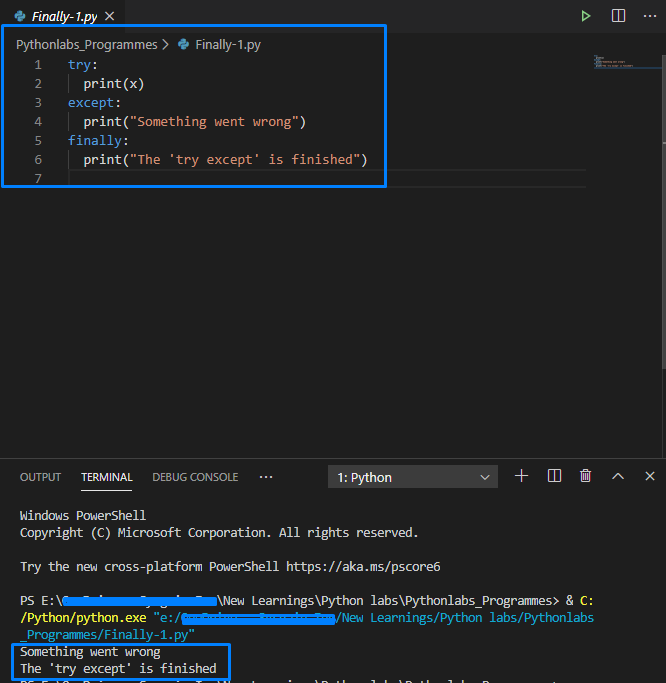 Finally-1.py
Pythonlabs_Programmes > Finally-1.py
1 try:
2 print(x)
3 except:
4 print("Something went wrong")
5 finally:
6 print("The 'try except' is finished")
7
OUTPUT TERMINAL DEBUG CONSOLE ... 1: Python
Windows PowerShell
Copyright (C) Microsoft Corporation. All rights reserved.
Try the new cross-platform PowerShell https://aka.ms/pscore6
PS E:\ \New Learnings\Python labs\Pythonlabs_Programmes> & C:
/Python/python.exe "e:/ /New Learnings/Python labs/Pythonlabs
_Programmes/Finally-1.py"
Something went wrong
The 'try except' is finished